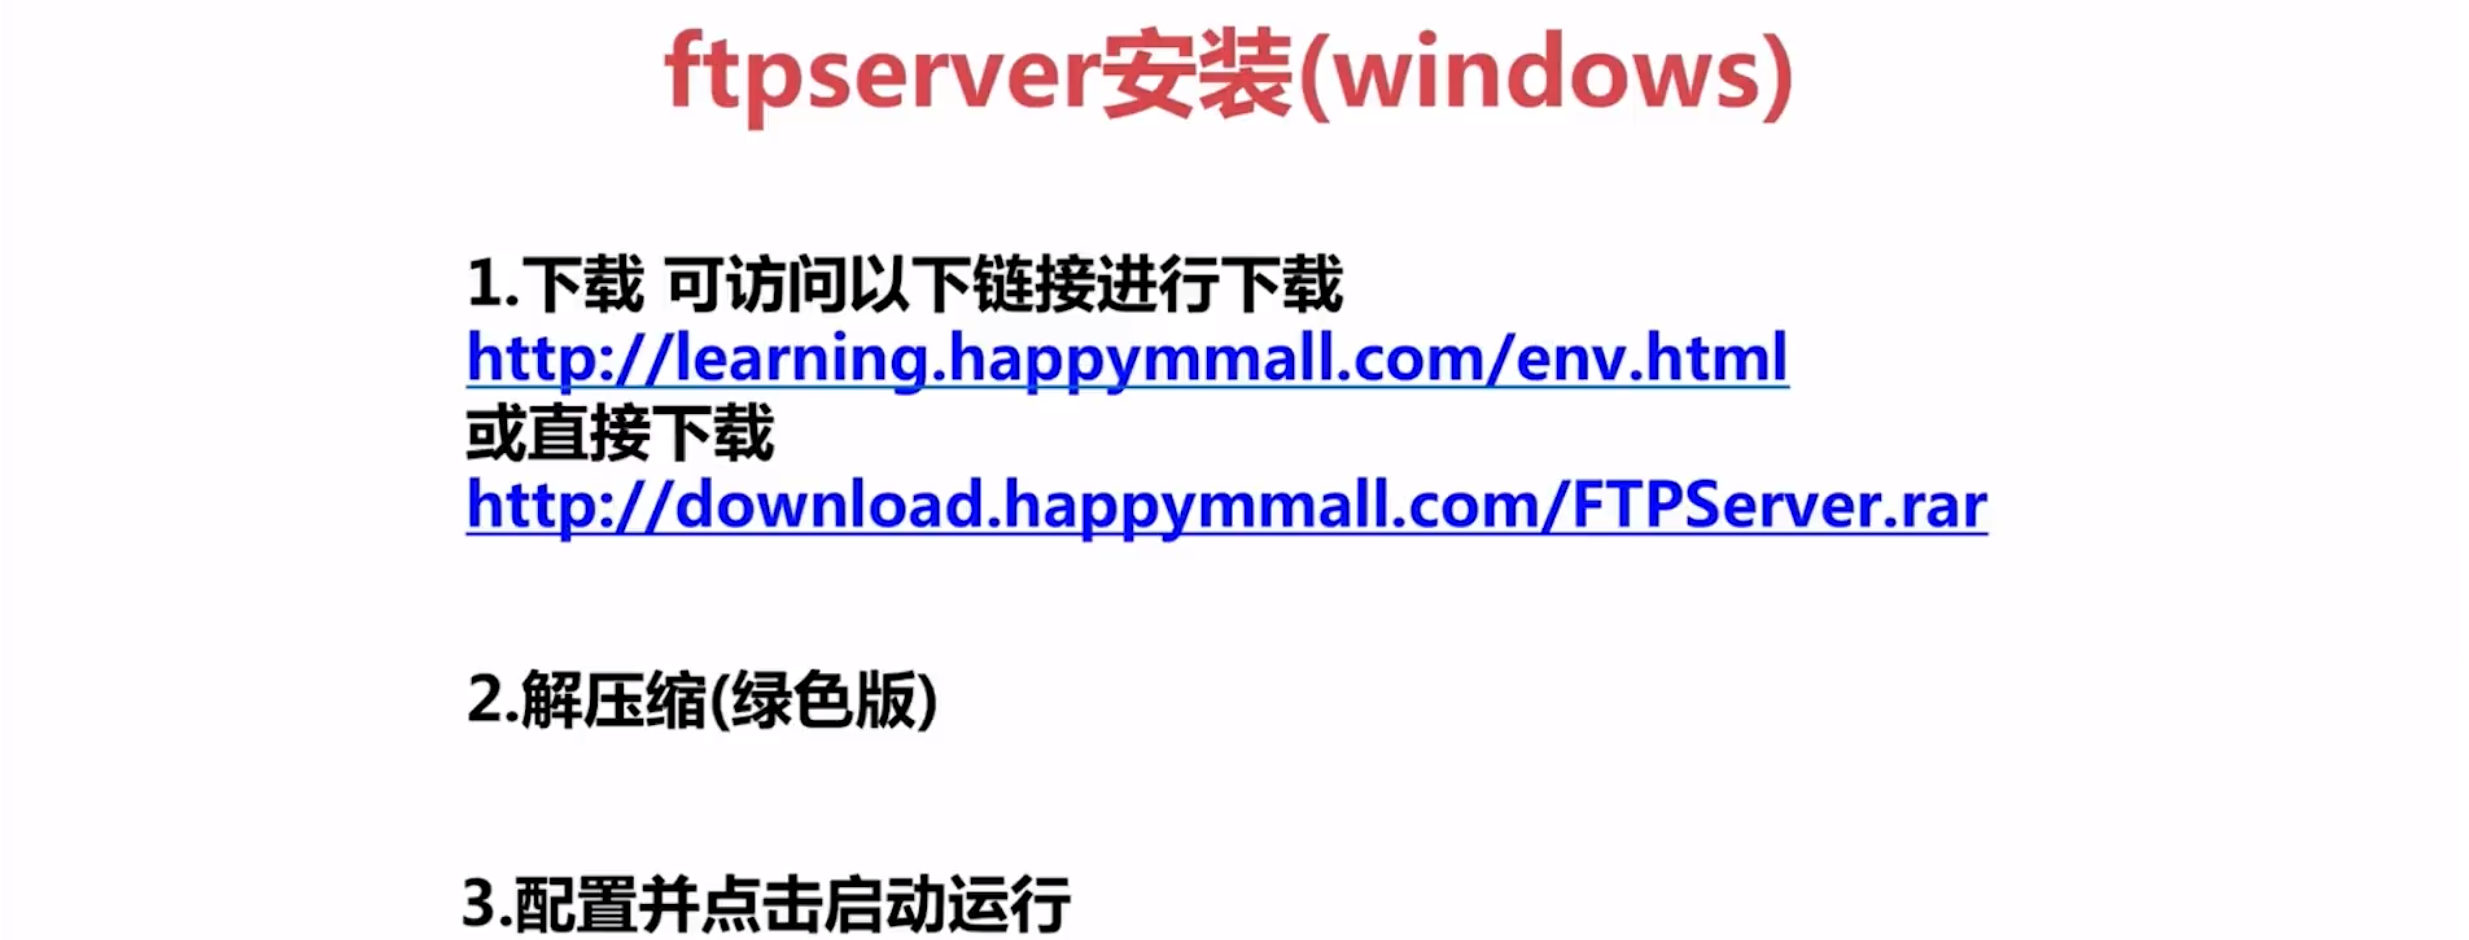 ftpserver安装(windows)
1.下载 可访问以下链接进行下载
http://learning.happymmall.com/env.html
或直接下载
http://download.happymmall.com/FTPServer.rar
2.解压缩(绿色版)
3.配置并点击启动运行